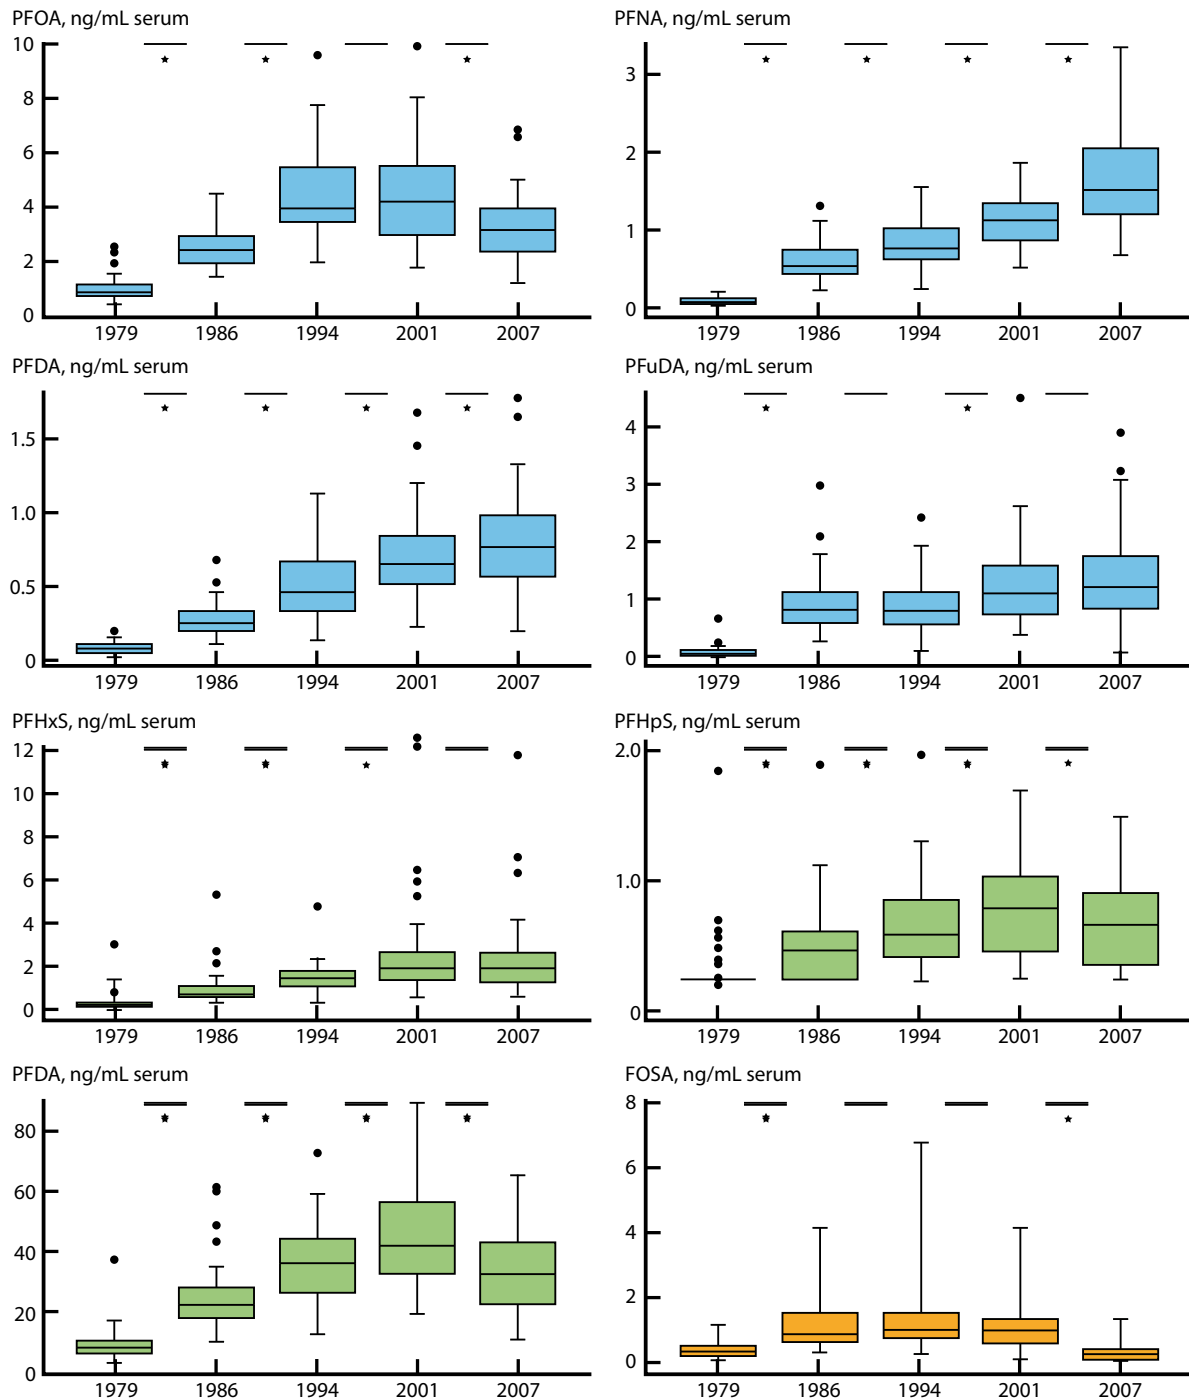 PFOA, ng/mL serum
10
8
6
4
2
0
1979 1986 1994 2001 2007
PFNA, ng/mL serum
3
2
1
0
1979 1986 1994 2001 2007
PFDA, ng/mL serum
1.5
1.0
0.5
0
1979 1986 1994 2001 2007
PFuDA, ng/mL serum
4
3
2
1
0
1979 1986 1994 2001 2007
PFHxS, ng/mL serum
12
10
8
6
4
2
0
1979 1986 1994 2001 2007
PFHpS, ng/mL serum
2.0
1.0
0
1979 1986 1994 2001 2007
PFDA, ng/mL serum
80
60
40
20
0
1979 1986 1994 2001 2007
FOSA, ng/mL serum
8
6
4
2
0
1979 1986 1994 2001 2007